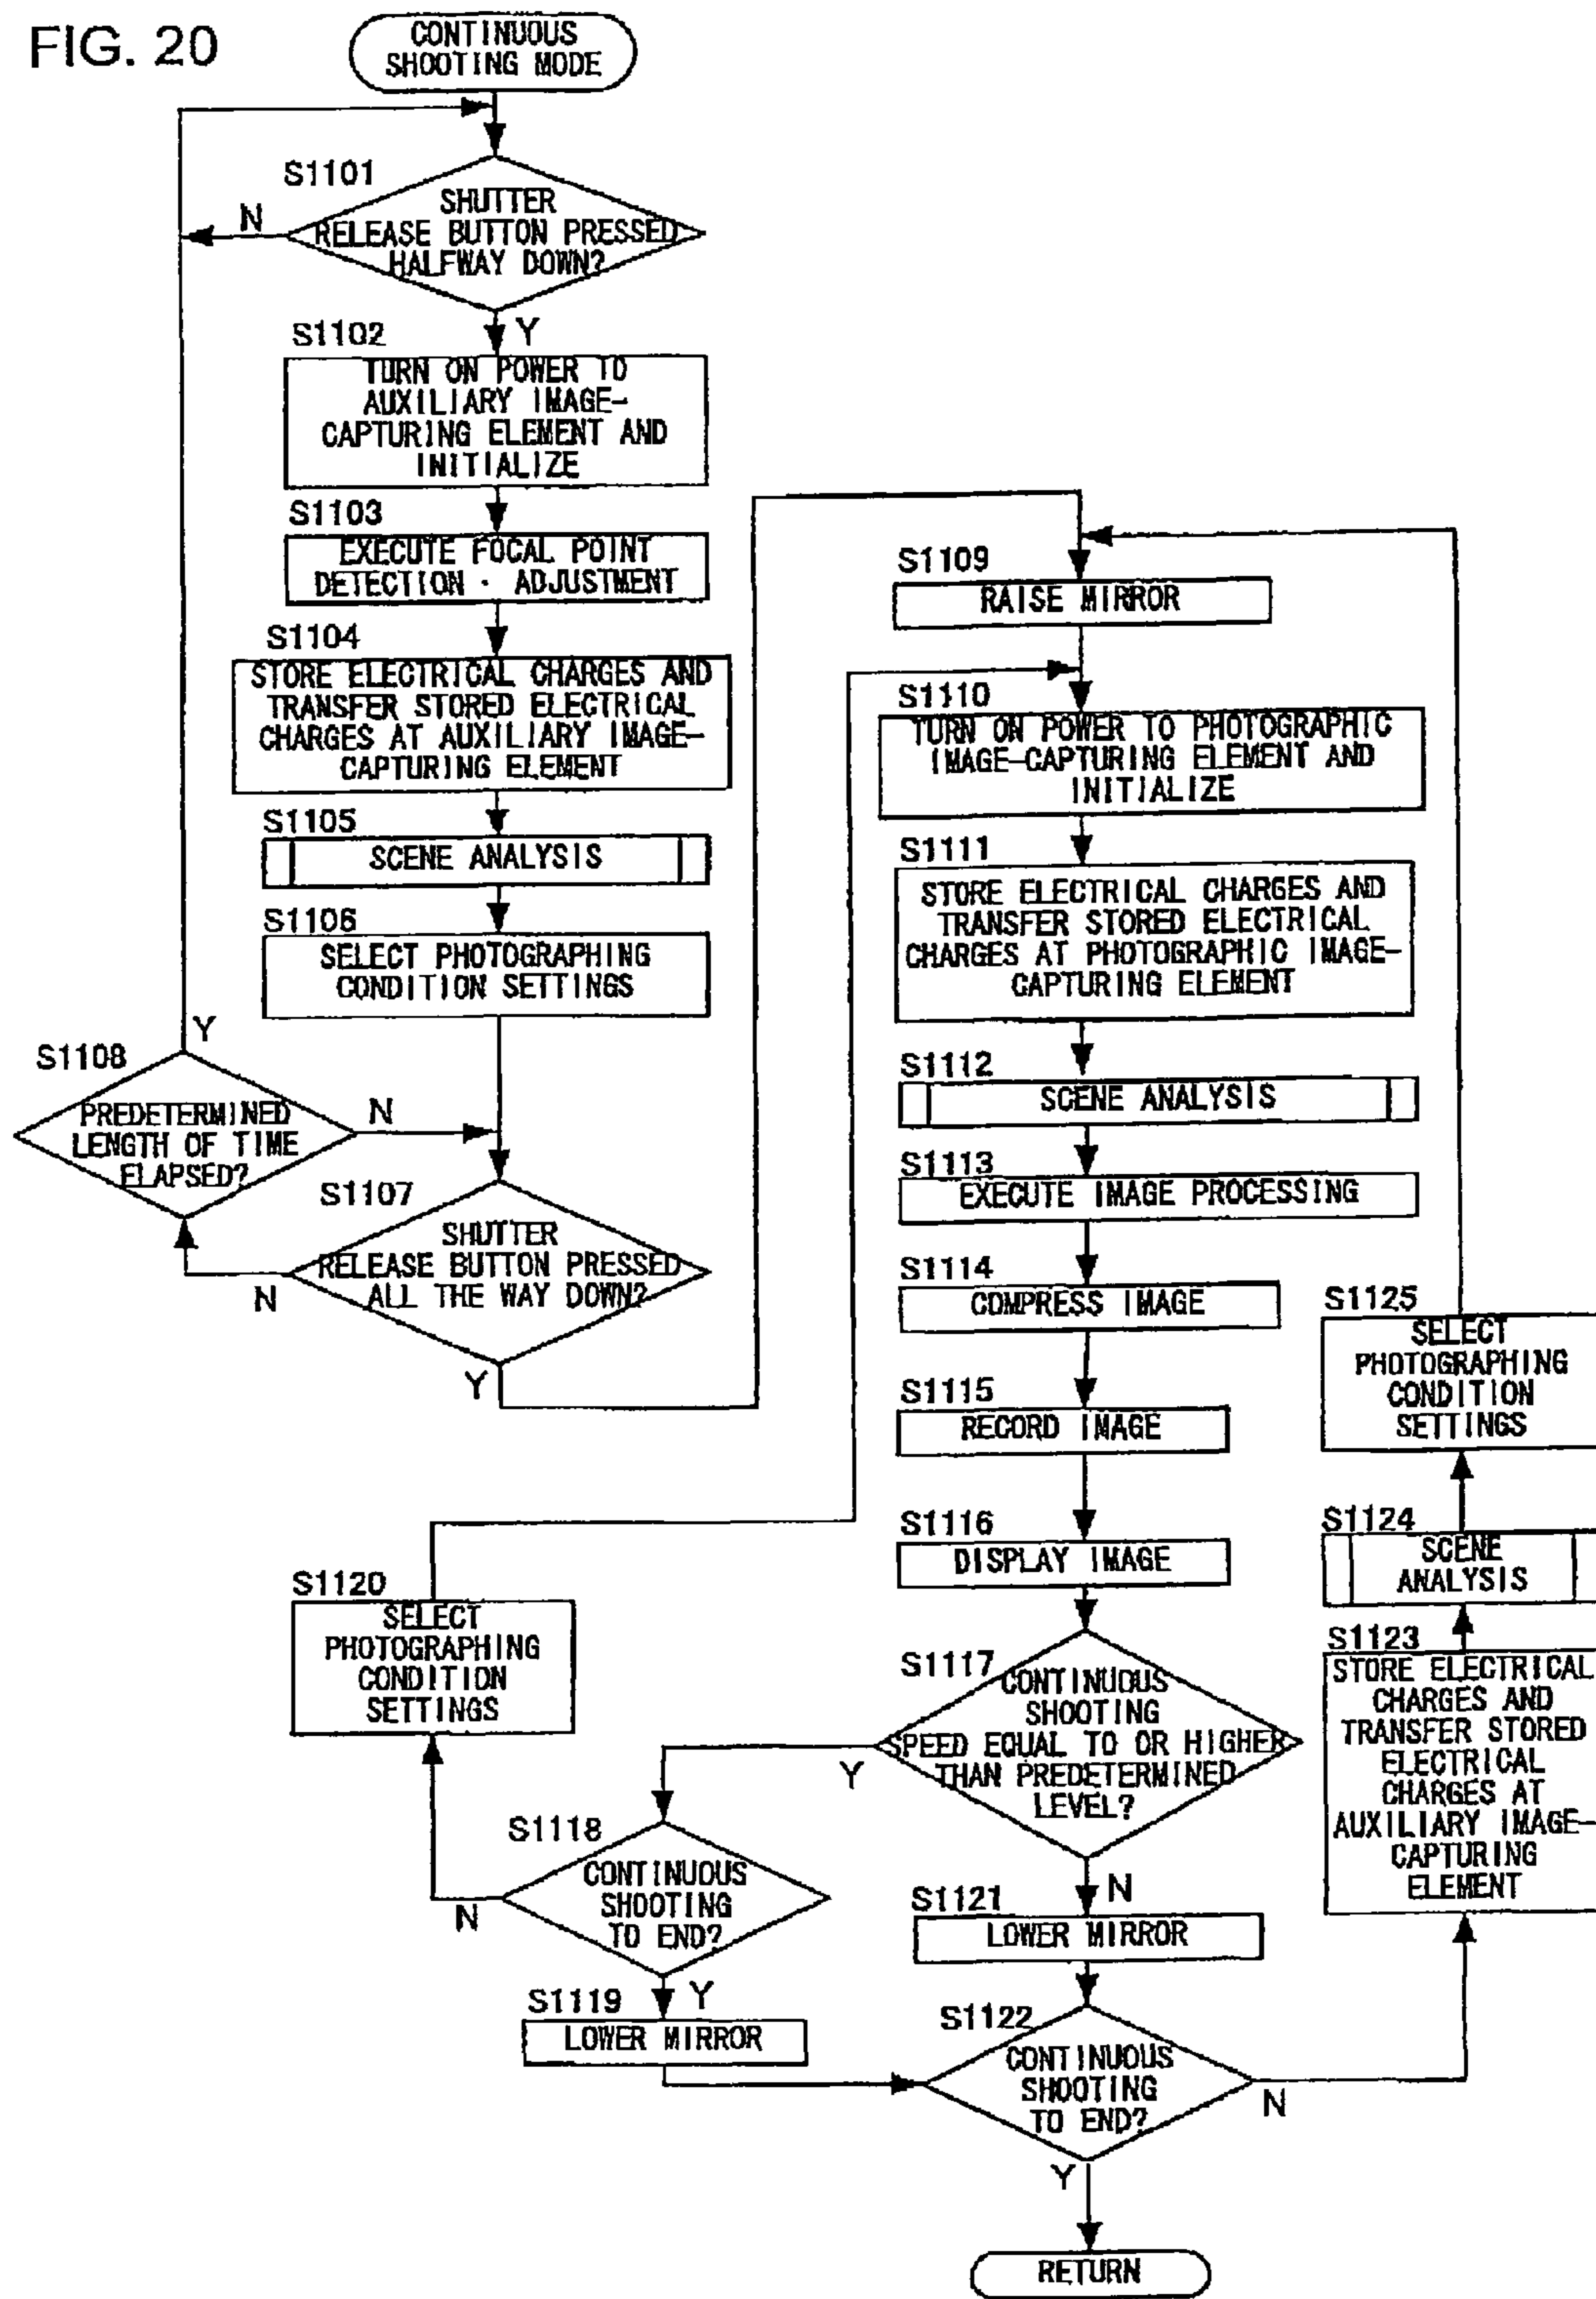 FIG. 20
CONTINUOUS
SHOOTING MODE
S1101
SHUTTER
RELEASE BUTTON PRESSED
HALFWAY DOWN?
N
Y
S1102
TURN ON POWER TO
AUXILIARY IMAGE-
CAPTURING ELEMENT AND
INITIALIZE
S1103
EXECUTE FOCAL POINT
DETECTION · ADJUSTMENT
S1104
STORE ELECTRICAL CHARGES AND
TRANSFER STORED ELECTRICAL
CHARGES AT AUXILIARY IMAGE-
CAPTURING ELEMENT
S1105
SCENE ANALYSIS
S1106
SELECT PHOTOGRAPHING
CONDITION SETTINGS
Y
S1108
PREDETERMINED
LENGTH OF TIME
ELAPSED?
N
S1107
SHUTTER
RELEASE BUTTON PRESSED
ALL THE WAY DOWN?
N
Y
S1109
RAISE MIRROR
S1110
TURN ON POWER TO PHOTOGRAPHIC
IMAGE-CAPTURING ELEMENT AND
INITIALIZE
S1111
STORE ELECTRICAL CHARGES AND
TRANSFER STORED ELECTRICAL
CHARGES AT PHOTOGRAPHIC IMAGE-
CAPTURING ELEMENT
S1112
SCENE ANALYSIS
S1113
EXECUTE IMAGE PROCESSING
S1114
COMPRESS IMAGE
S1115
RECORD IMAGE
S1116
DISPLAY IMAGE
S1117
CONTINUOUS
SHOOTING
SPEED EQUAL TO OR HIGHER
THAN PREDETERMINED
LEVEL?
Y
N
S1118
CONTINUOUS
SHOOTING
TO END?
N
Y
S1119
LOWER MIRROR
S1120
SELECT
PHOTOGRAPHING
CONDITION
SETTINGS
S1121
LOWER MIRROR
S1122
CONTINUOUS
SHOOTING
TO END?
N
Y
S1123
STORE ELECTRICAL
CHARGES AND
TRANSFER STORED
ELECTRICAL
CHARGES AT
AUXILIARY IMAGE-
CAPTURING
ELEMENT
S1124
SCENE
ANALYSIS
S1125
SELECT
PHOTOGRAPHING
CONDITION
SETTINGS
RETURN